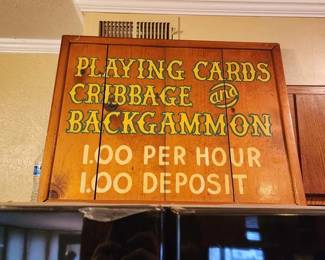 PLAYING CARDS
CRIBBAGE and
BACKGAMMON
1.00 PER HOUR
1.00 DEPOSIT